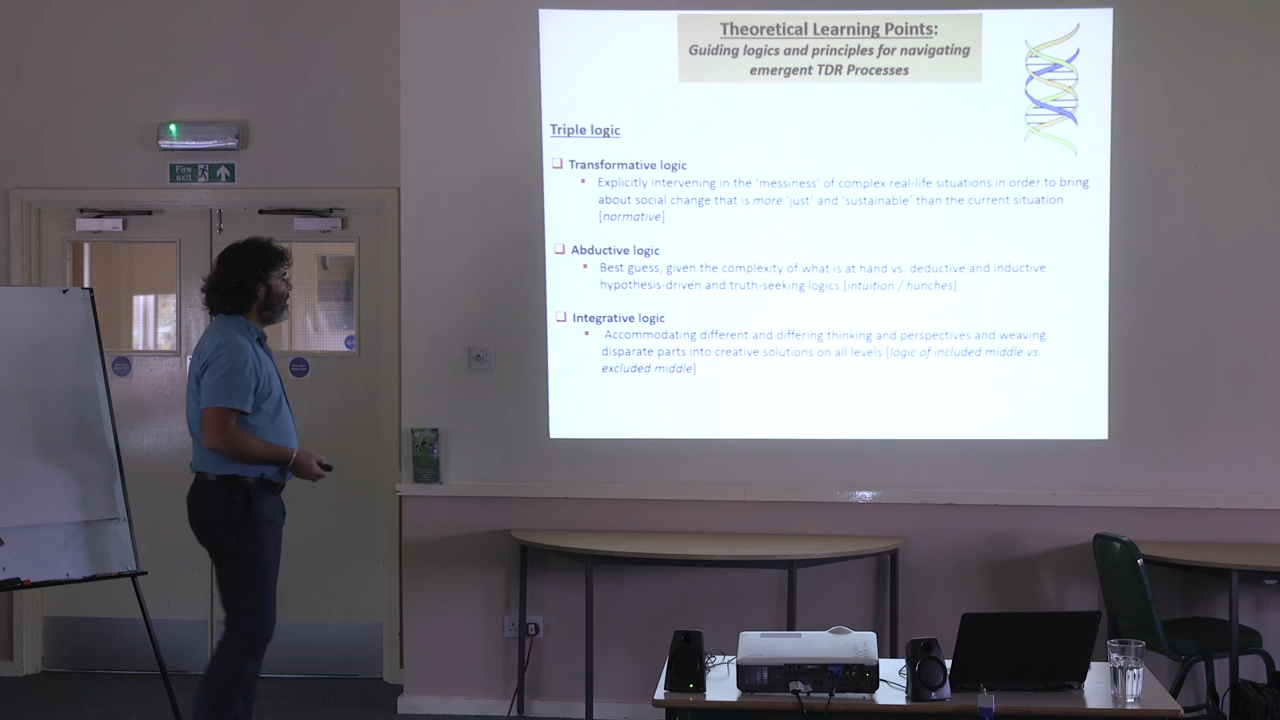 Theoretical Learning Points:
Guiding logics and principles for navigating
emergent TDR Processes
Triple logic
Transformative logic
Explicitly intervening in the ‘messiness’ of complex real-life situations in order to bring
about social change that is more ‘just’ and ‘sustainable’ than the current situation
[normative]
Abductive logic
Best guess, given the complexity of what is at hand vs. deductive and inductive
hypothesis-driven and truth-seeking logics [intuition / hunches]
Integrative logic
Accommodating different and differing thinking and perspectives and weaving
disparate parts into creative solutions on all levels [logic of included middle vs.
excluded middle]
Fire
exit